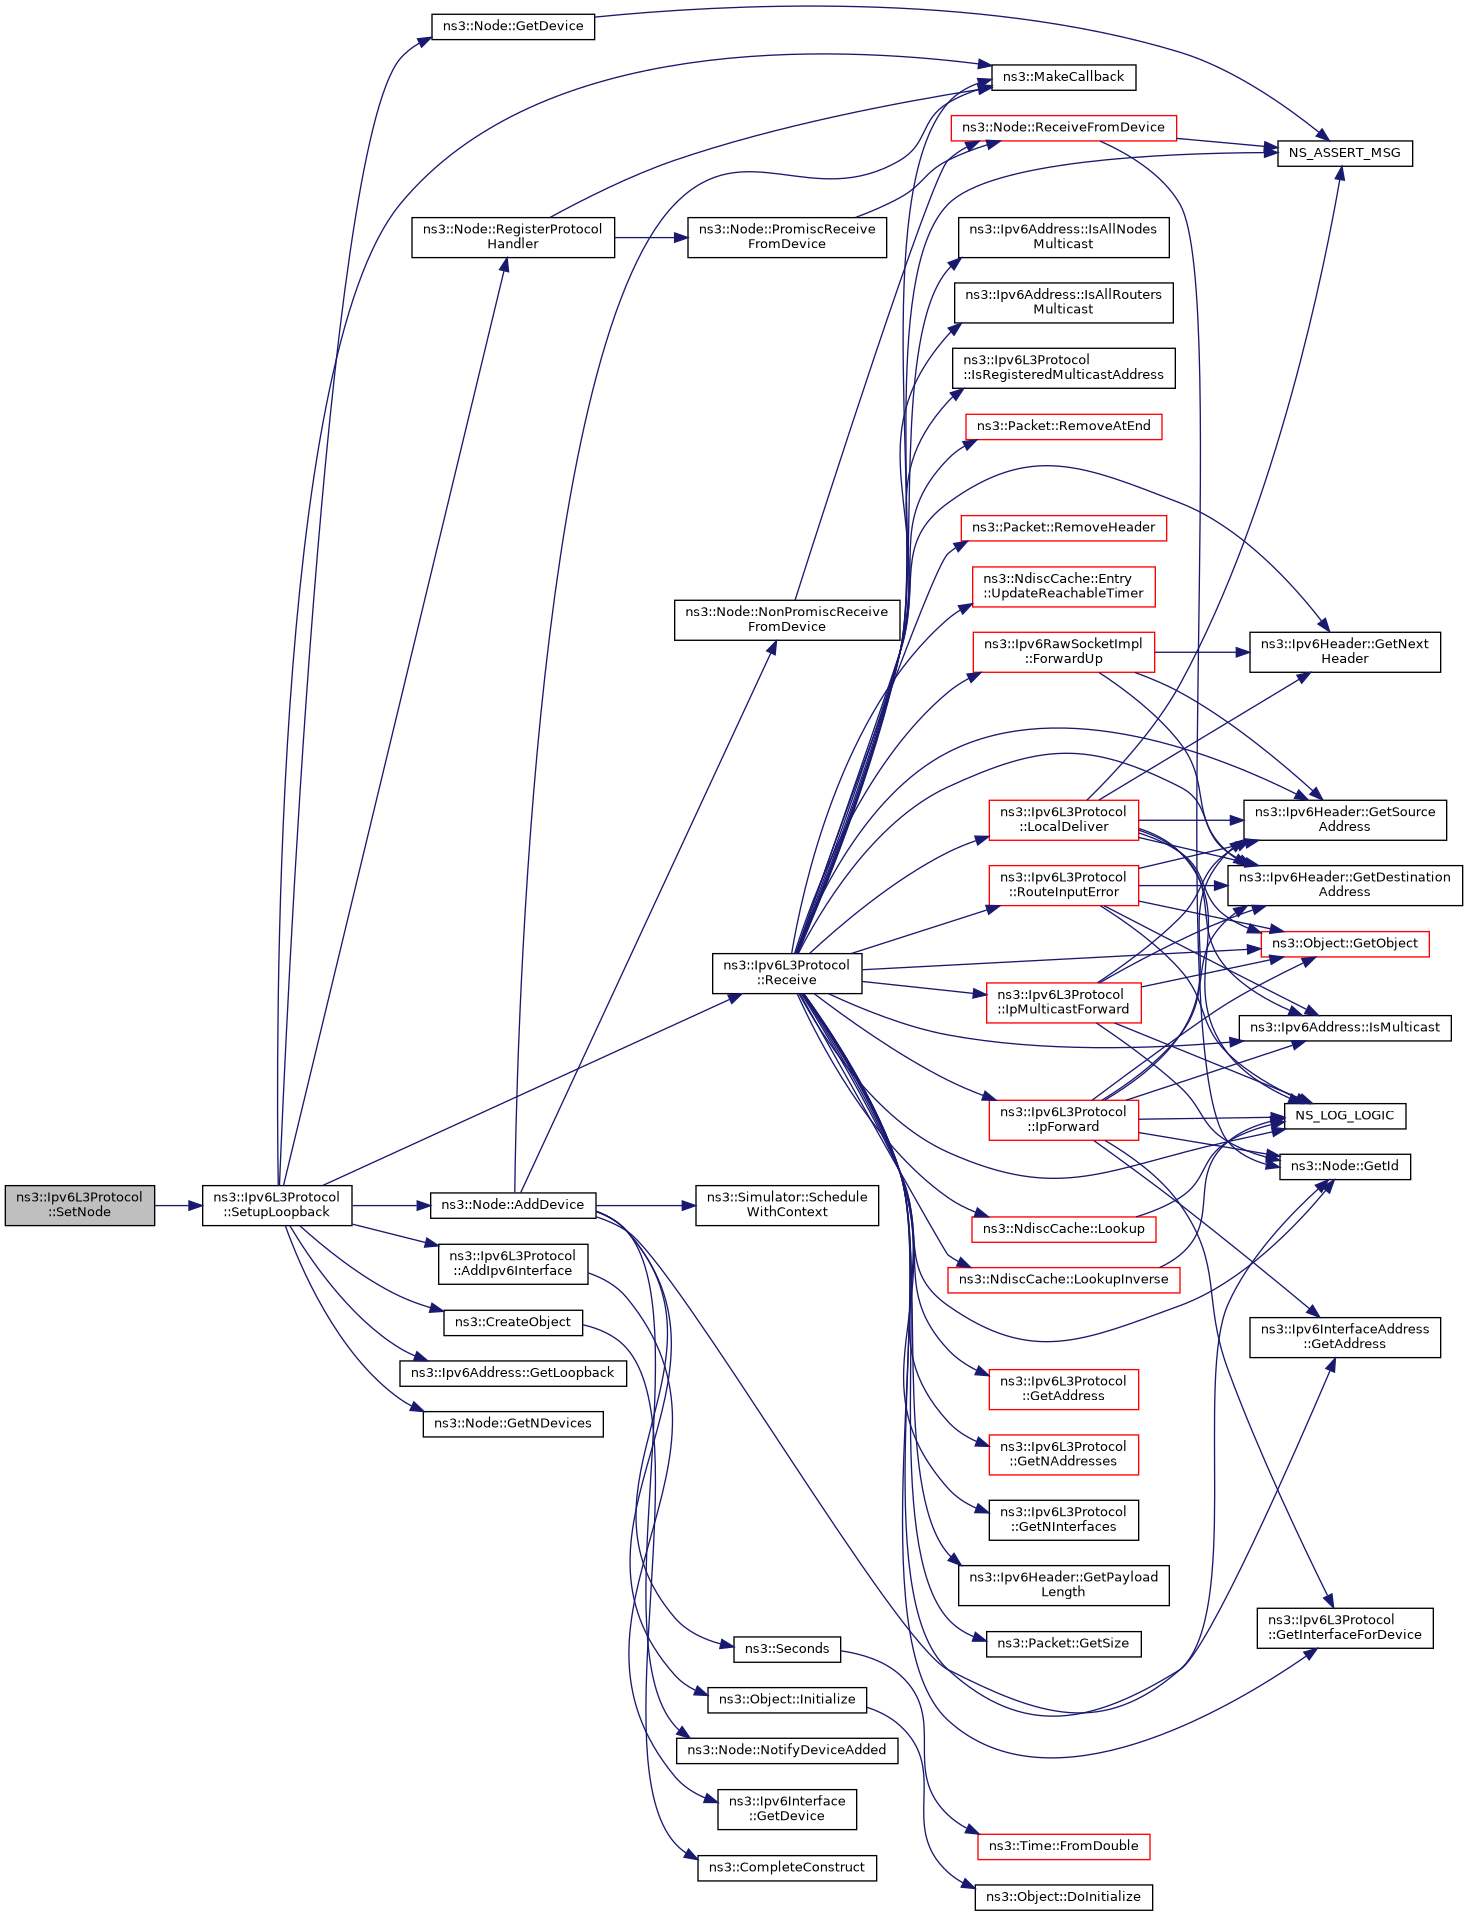 ns3::Node::GetDevice
ns3::MakeCallback
ns3::Node::ReceiveFromDevice
NS_ASSERT_MSG
ns3::Node::RegisterProtocol
Handler
ns3::Node::PromiscReceive
FromDevice
ns3::Ipv6Address::IsAllNodes
Multicast
ns3::Ipv6Address::IsAllRouters
Multicast
ns3::Ipv6L3Protocol
::IsRegisteredMulticastAddress
ns3::Packet::RemoveAtEnd
ns3::Packet::RemoveHeader
ns3::NdiscCache::Entry
::UpdateReachableTimer
ns3::Node::NonPromiscReceive
FromDevice
ns3::Ipv6RawSocketImpl
::ForwardUp
ns3::Ipv6Header::GetNext
Header
ns3::Ipv6L3Protocol
::LocalDeliver
ns3::Ipv6Header::GetSource
Address
ns3::Ipv6L3Protocol
::RouteInputError
ns3::Ipv6Header::GetDestination
Address
ns3::Object::GetObject
ns3::Ipv6L3Protocol
::Receive
ns3::Ipv6L3Protocol
::IpMulticastForward
ns3::Ipv6Address::IsMulticast
ns3::Ipv6L3Protocol
::IpForward
NS_LOG_LOGIC
ns3::Node::GetId
ns3::Ipv6L3Protocol
::SetNode
ns3::Ipv6L3Protocol
::SetupLoopback
ns3::Node::AddDevice
ns3::Simulator::Schedule
WithContext
ns3::NdiscCache::Lookup
ns3::Ipv6L3Protocol
::AddIpv6Interface
ns3::NdiscCache::LookupInverse
ns3::CreateObject
ns3::Ipv6InterfaceAddress
::GetAddress
ns3::Ipv6Address::GetLoopback
ns3::Ipv6L3Protocol
::GetAddress
ns3::Node::GetNDevices
ns3::Ipv6L3Protocol
::GetNAddresses
ns3::Ipv6L3Protocol
::GetNInterfaces
ns3::Ipv6Header::GetPayload
Length
ns3::Ipv6L3Protocol
::GetInterfaceForDevice
ns3::Packet::GetSize
ns3::Seconds
ns3::Object::Initialize
ns3::Node::NotifyDeviceAdded
ns3::Ipv6Interface
::GetDevice
ns3::Time::FromDouble
ns3::CompleteConstruct
ns3::Object::DoInitialize